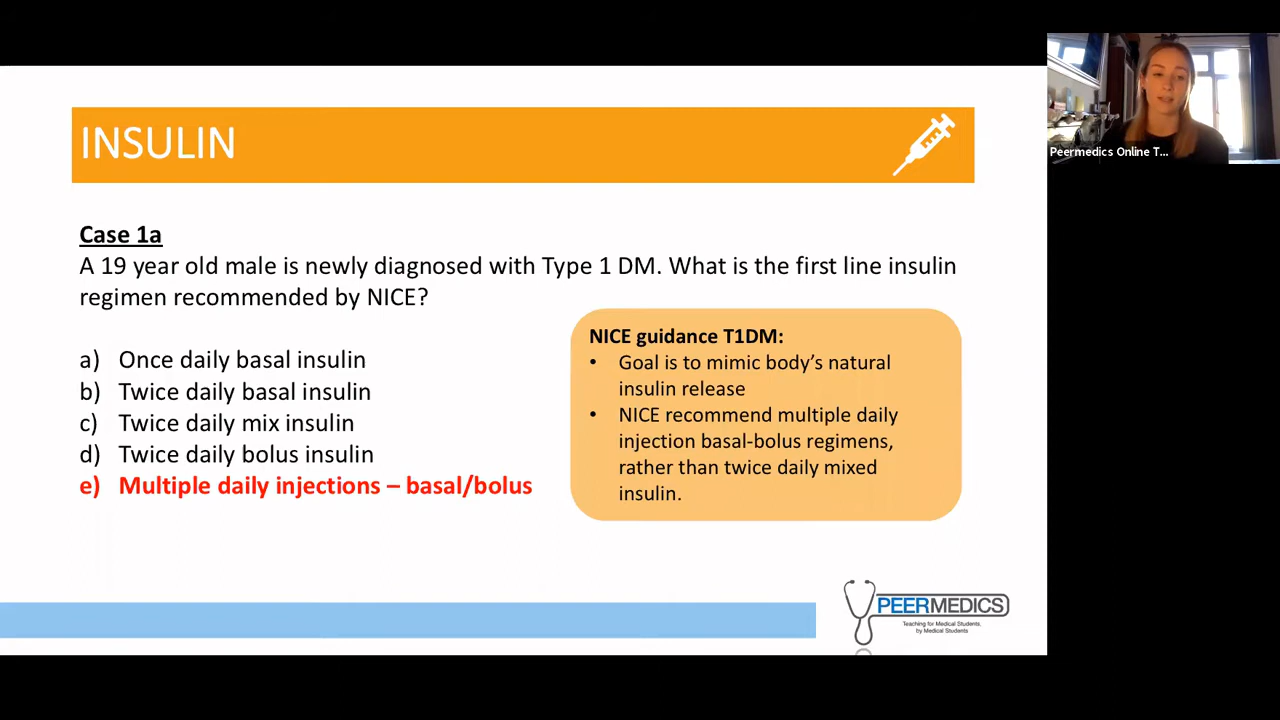 INSULIN
Peermedics Online T...
Case 1a
A 19 year old male is newly diagnosed with Type 1 DM. What is the first line insulin
regimen recommended by NICE?
a) Once daily basal insulin
b) Twice daily basal insulin
c) Twice daily mix insulin
d) Twice daily bolus insulin
e) Multiple daily injections – basal/bolus
NICE guidance T1DM:
• Goal is to mimic body’s natural
insulin release
• NICE recommend multiple daily
injection basal-bolus regimens,
rather than twice daily mixed
insulin.
PEERMEDICS
Teaching for Medical Students,
by Medical Students